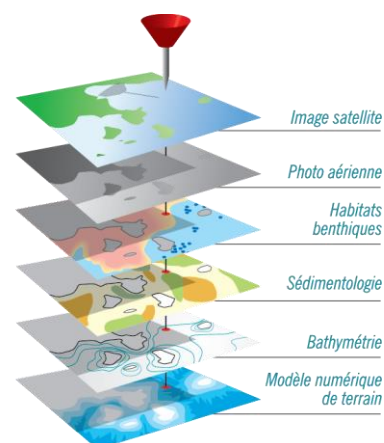 Image satellite
Photo aérienne
Habitats
benthiques
Sédimentologie
Bathymétrie
Modèle numérique
de terrain